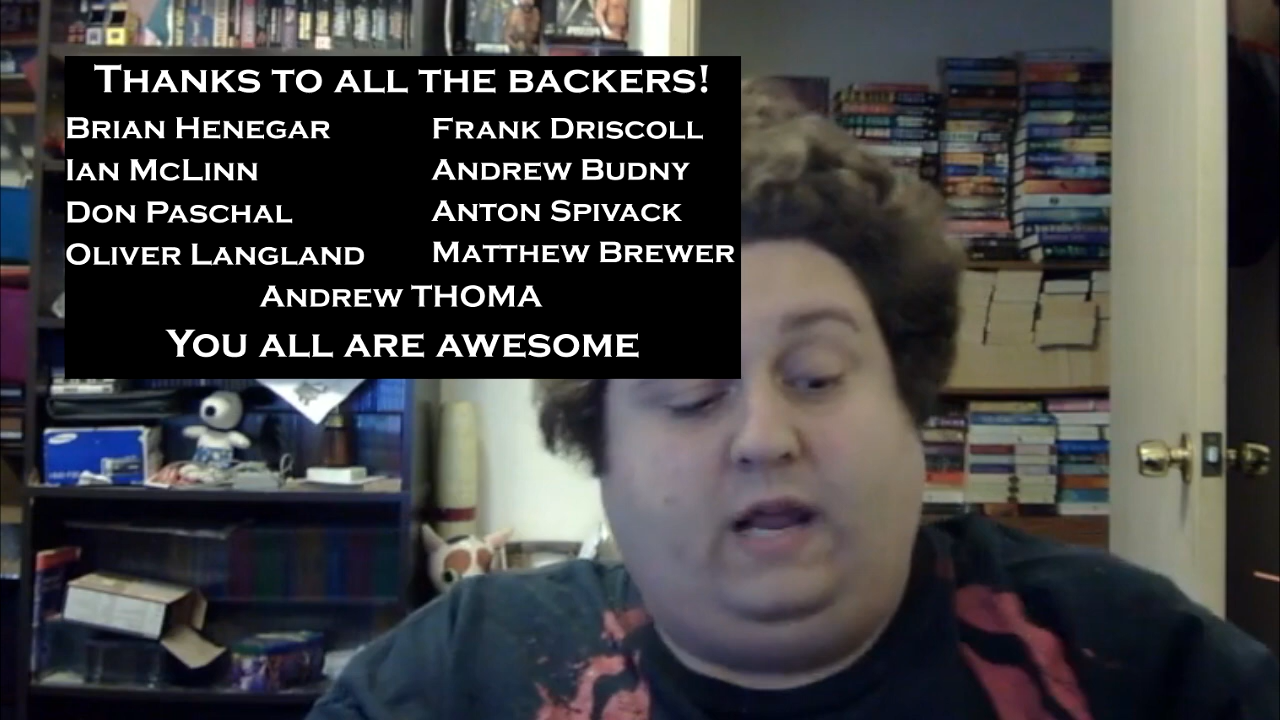 Thanks to all the backers!
Brian Henegar Frank Driscoll
Ian McLinn Andrew Budny
Don Paschal Anton Spivack
Oliver Langland Matthew Brewer
Andrew THOMA
You all are awesome